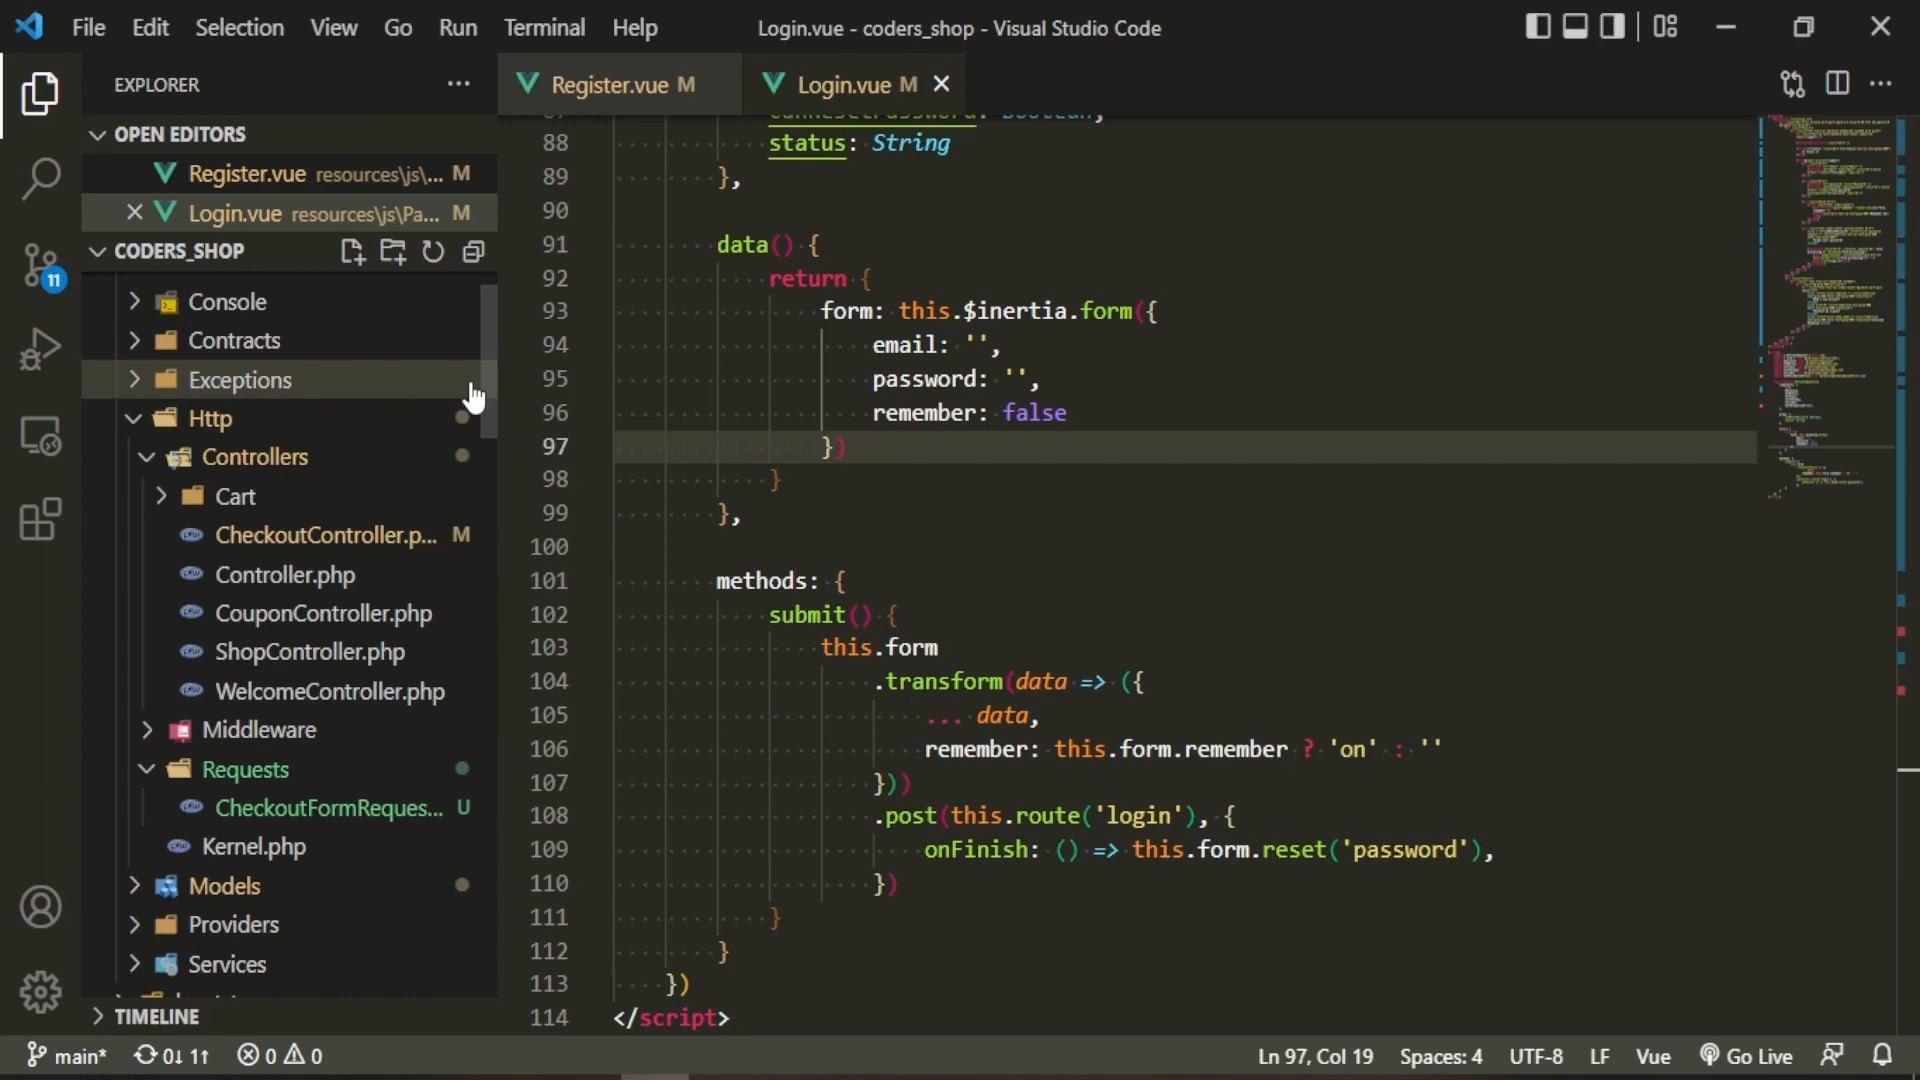 File Edit Selection View Go Run Terminal Help
Login.vue - coders_shop - Visual Studio Code
EXPLORER
Register.vue M
Login.vue M
OPEN EDITORS
Register.vue resources\js\... M
Login.vue resources\js\Pa... M
CODERS_SHOP
11
Console
Contracts
Exceptions
Http
Controllers
Cart
CheckoutController.p... M
Controller.php
CouponController.php
ShopController.php
WelcomeController.php
Middleware
Requests
CheckoutFormReques... U
Kernel.php
Models
Providers
Services
TIMELINE
88 status: String
89 },
90
91 data() {
92 return {
93 form: this.$inertia.form({
94 email: '',
95 password: '',
96 remember: false
97 })
98 }
99 },
100
101 methods: {
102 submit() {
103 this.form
104 .transform(data => ({
105 ... data,
106 remember: this.form.remember ? 'on' : ''
107 }))
108 .post(this.route('login'), {
109 onFinish: () => this.form.reset('password'),
110 })
111 }
112 }
113 })
114 </script>
main* 0↓ 1↑ 0 0
Ln 97, Col 19 Spaces: 4 UTF-8 LF Vue Go Live